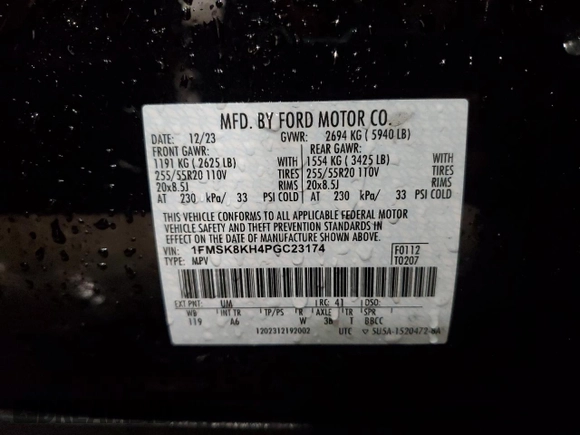 MFD. BY FORD MOTOR CO.
DATE: 12/23 GVWR: 2694 KG (5940 LB)
FRONT GAWR: REAR GAWR:
1191 KG (2625 LB) WITH 1554 KG (3425 LB) WITH
255/55R20 110V TIRES 255/55R20 110V TIRES
20x8.5J RIMS 20x8.5J RIMS
AT 230 kPa/ 33 PSI COLD AT 230 kPa/ 33 PSI COLD
THIS VEHICLE CONFORMS TO ALL APPLICABLE FEDERAL MOTOR
VEHICLE SAFETY AND THEFT PREVENTION STANDARDS IN
EFFECT ON THE DATE OF MANUFACTURE SHOWN ABOVE.
VIN: 1FMSK8KH4PGC23174 F0112
TYPE: MPV T0207
EXT PNT: UM RC: 41 DSO:
WB INT TR TP/PS R AXLE TR SPR
119 A6 W 3b T BBCC
1202312192002 UTC 5USA-1520472-BA